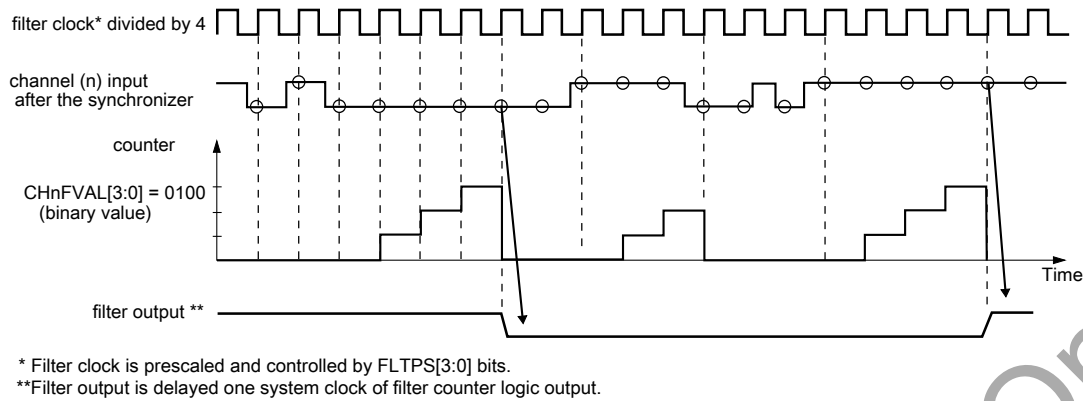 filter clock* divided by 4
channel (n) input
after the synchronizer
counter
CHnFVAL[3:0] = 0100
(binary value)
Time
filter output **
* Filter clock is prescaled and controlled by FLTPS[3:0] bits.
**Filter output is delayed one system clock of filter counter logic output.